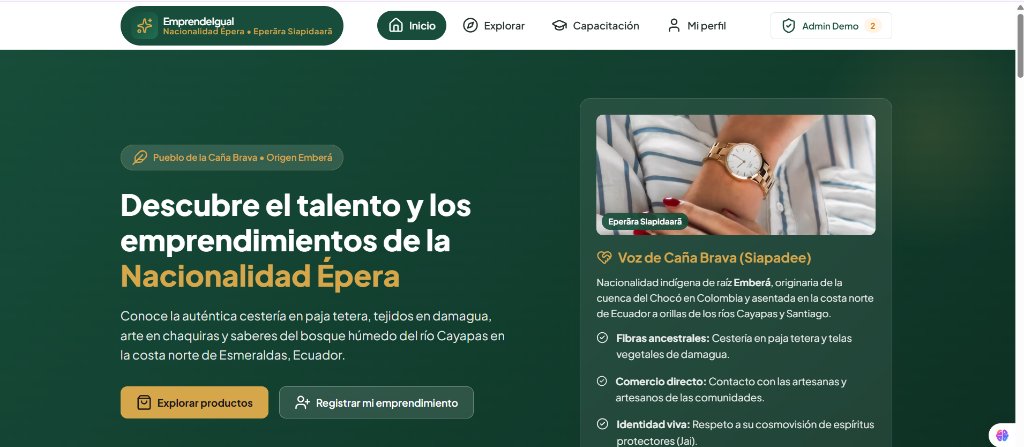 EmprendeIgual
Nacionalidad Épera • Eperãra Siapidaarã
Inicio
Explorar
Capacitación
Mi perfil
Admin Demo 2
Pueblo de la Caña Brava • Origen Emberá
Descubre el talento y los
emprendimientos de la
Nacionalidad Épera
Conoce la auténtica cestería en paja tetera, tejidos en damagua,
arte en chaquiras y saberes del bosque húmedo del río Cayapas en
la costa norte de Esmeraldas, Ecuador.
Explorar productos
Registrar mi emprendimiento
Eperãra Siapidaarã
Voz de Caña Brava (Siapadee)
Nacionalidad indígena de raíz Emberá, originaria de la
cuenca del Chocó en Colombia y asentada en la costa norte
de Ecuador a orillas de los ríos Cayapas y Santiago.
Fibras ancestrales: Cestería en paja tetera y telas
vegetales de damagua.
Comercio directo: Contacto con las artesanas y
artesanos de las comunidades.
Identidad viva: Respeto a su cosmovisión de espíritus
protectores (Jai).